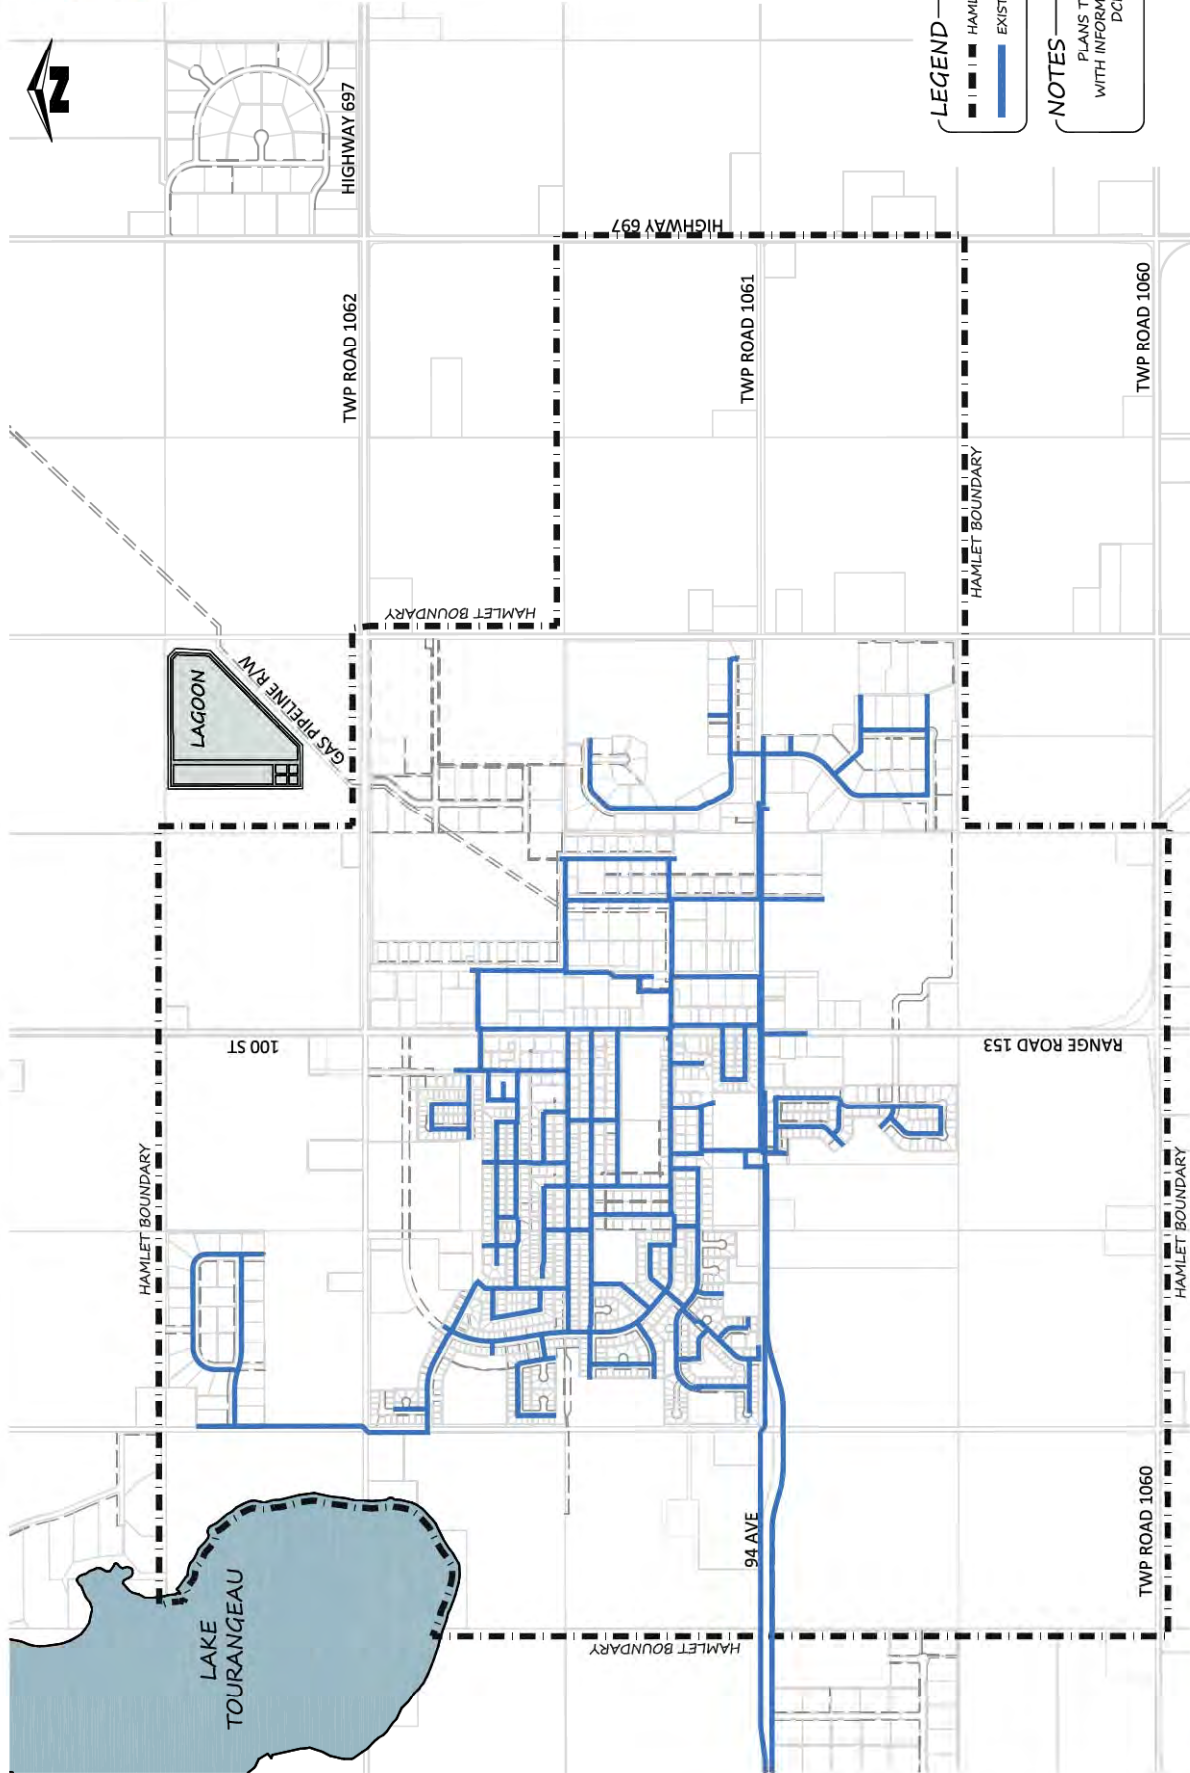 N
HIGHWAY 697
LEGEND
HAML
EXIST
NOTES
PLANS T
WITH INFORM
DCL
HIGHWAY 697
TWP ROAD 1062
TWP ROAD 1061
TWP ROAD 1060
HAMLET BOUNDARY
HAMLET BOUNDARY
LAGOON
GAS PIPELINE R/W
100 ST
RANGE ROAD 153
HAMLET BOUNDARY
HAMLET BOUNDARY
94 AVE
TWP ROAD 1060
LAKE
TOURANGEAU
HAMLET BOUNDARY